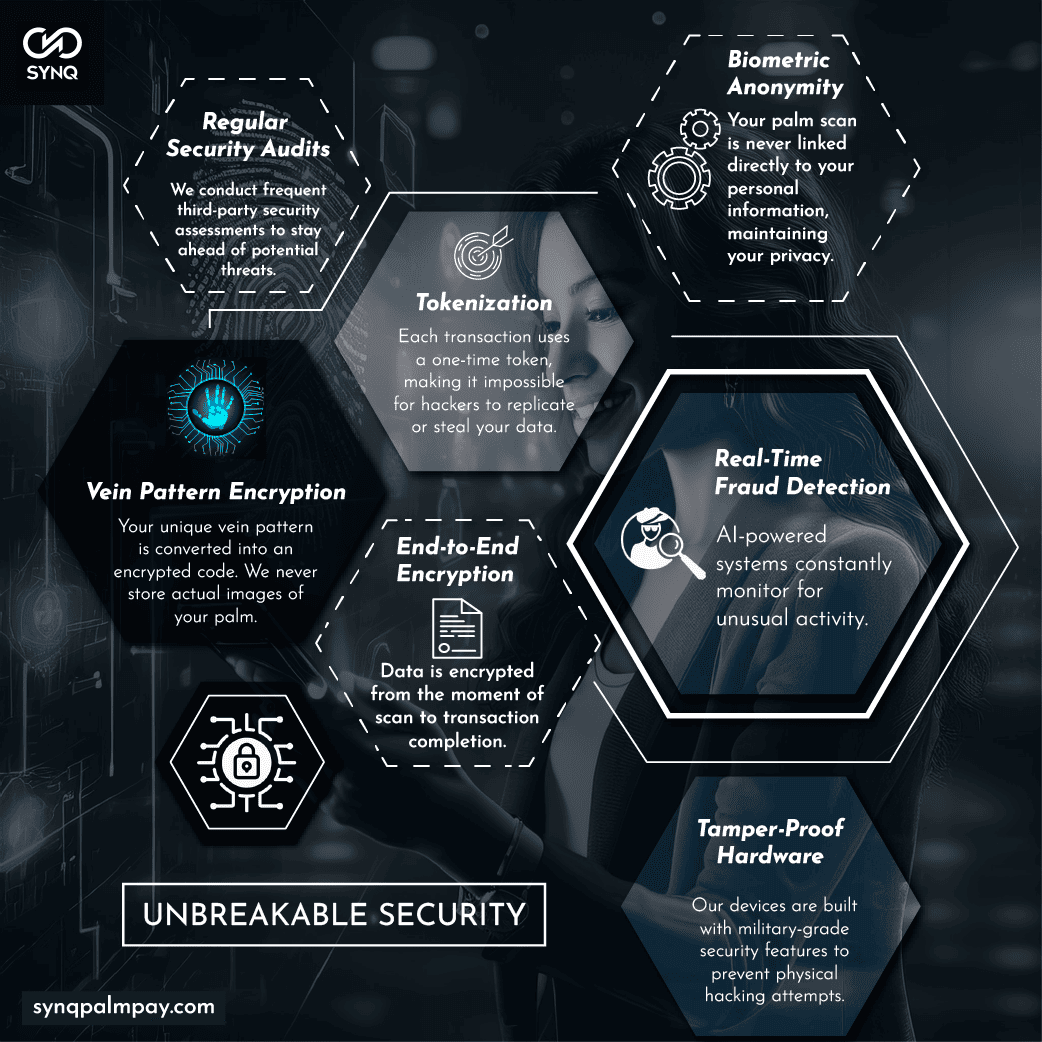 SYNQ
Regular
Security Audits
We conduct frequent
third-party security
assessments to stay
ahead of potential
threats.
Biometric
Anonymity
Your palm scan
is never linked
directly to your
personal
information,
maintaining
your privacy.
Tokenization
Each transaction uses
a one-time token,
making it impossible
for hackers to replicate
or steal your data.
Vein Pattern Encryption
Your unique vein pattern
is converted into an
encrypted code. We never
store actual images of
your palm.
End-to-End
Encryption
Data is encrypted
from the moment of
scan to transaction
completion.
Real-Time
Fraud Detection
AI-powered
systems constantly
monitor for
unusual activity.
Tamper-Proof
Hardware
Our devices are built
with military-grade
security features to
prevent physical
hacking attempts.
UNBREAKABLE SECURITY
synqpalmpay.com